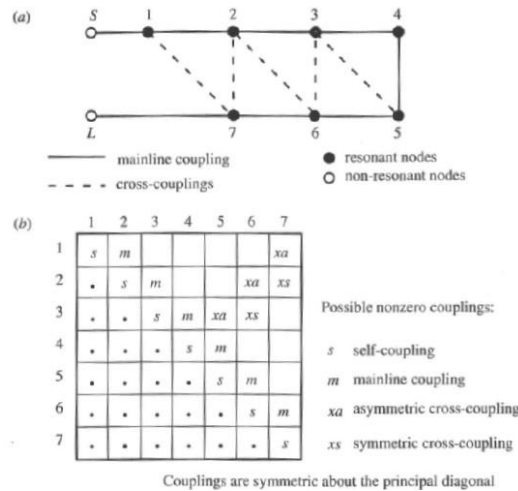 (a) S 1 2 3 4
L 7 6 5
mainline coupling
cross-couplings
resonant nodes
non-resonant nodes
(b) 1 2 3 4 5 6 7
1 s m xa
2 . s m xa xs
3 . . s m xa xs
4 . . . s m
5 . . . . s m
6 . . . . . s m
7 . . . . . . s
Possible nonzero couplings:
s self-coupling
m mainline coupling
xa asymmetric cross-coupling
xs symmetric cross-coupling
Couplings are symmetric about the principal diagonal